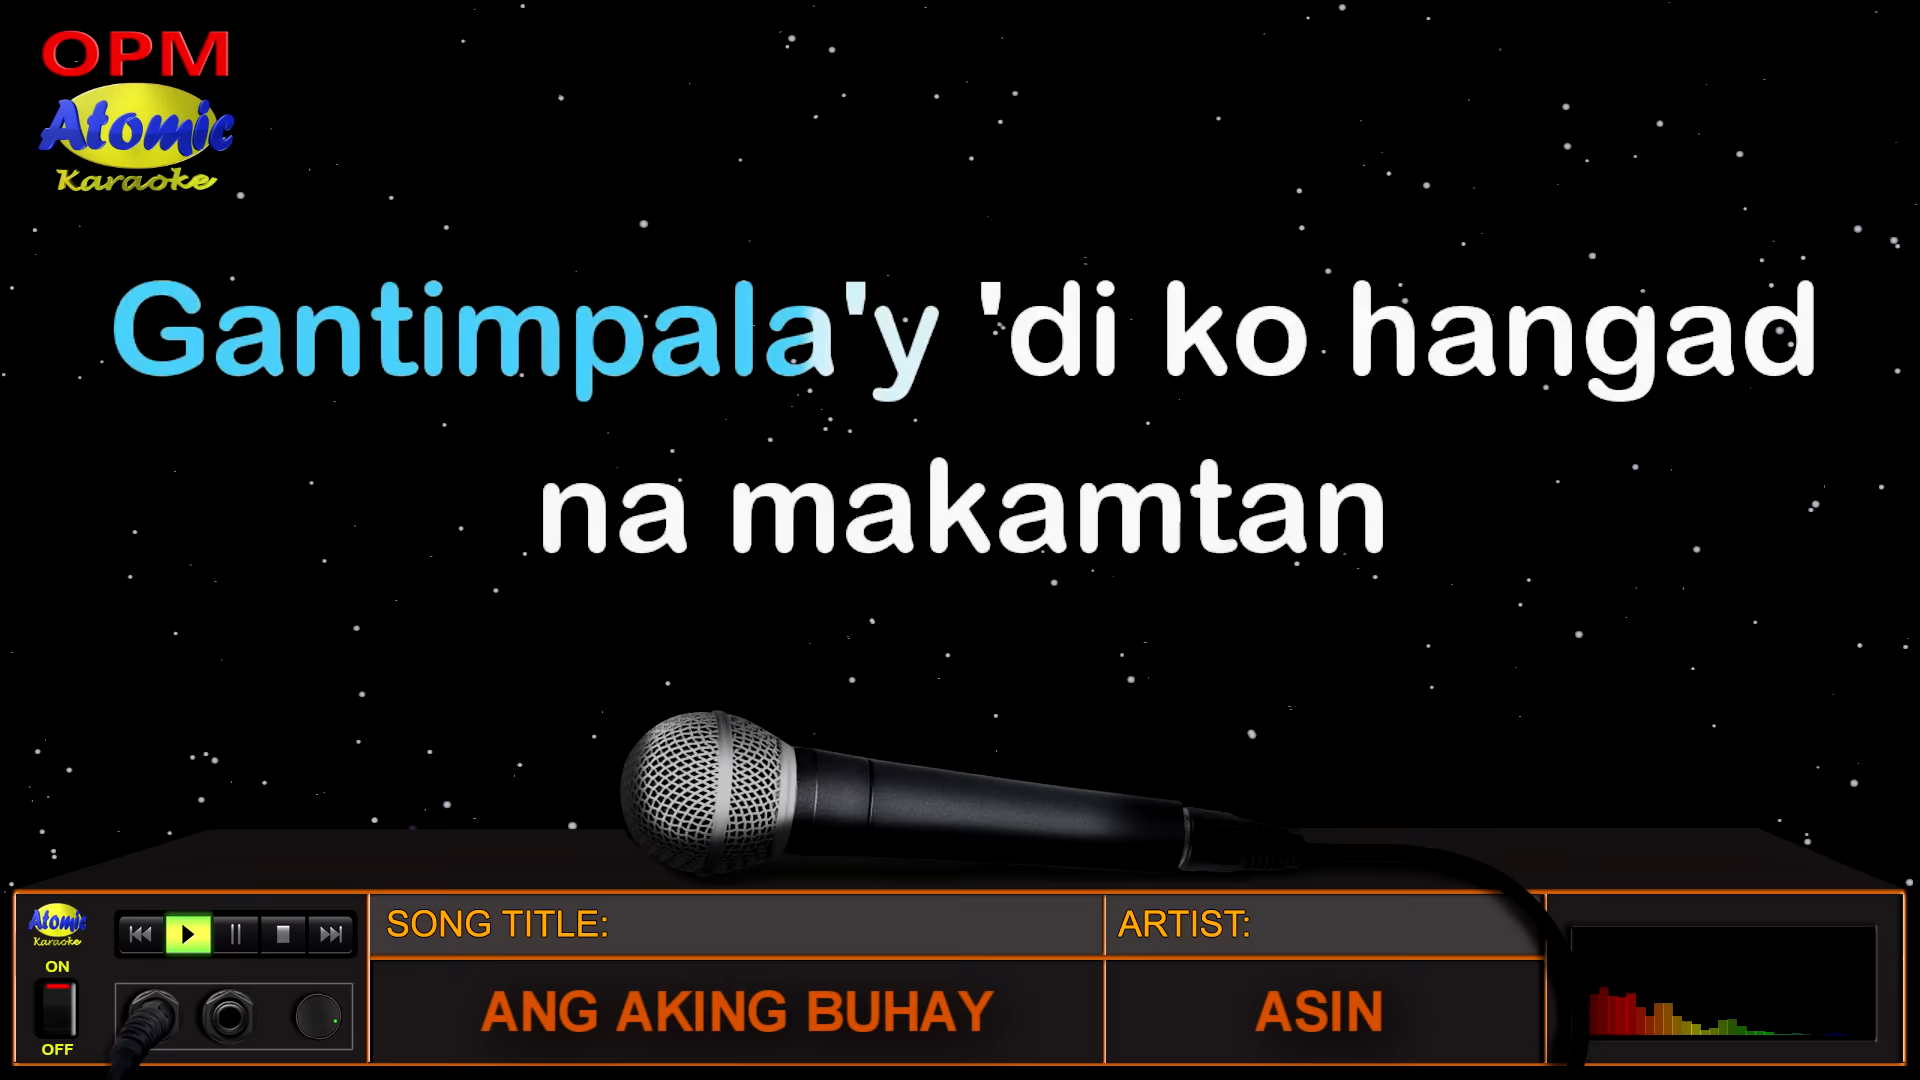 OPM
Atomic
Karaoke
Gantimpala'y 'di ko hangad
na makamtan
Atomic
Karaoke
ON
OFF
SONG TITLE:
ARTIST:
ANG AKING BUHAY
ASIN